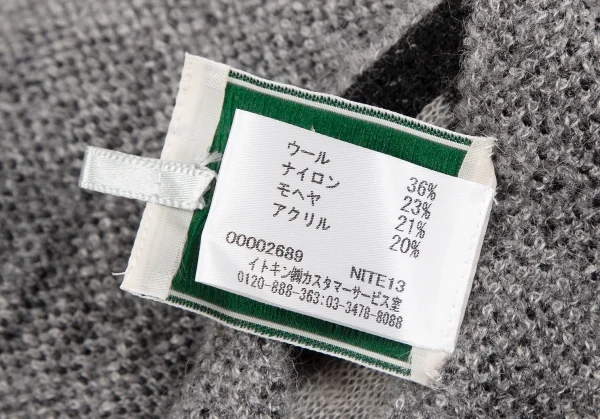 ウール 36%
ナイロン 23%
モヘヤ 21%
アクリル 20%
00002689 NITE13
イトキン㈱カスタマーサービス室
0120-888-363:03-3478-8088